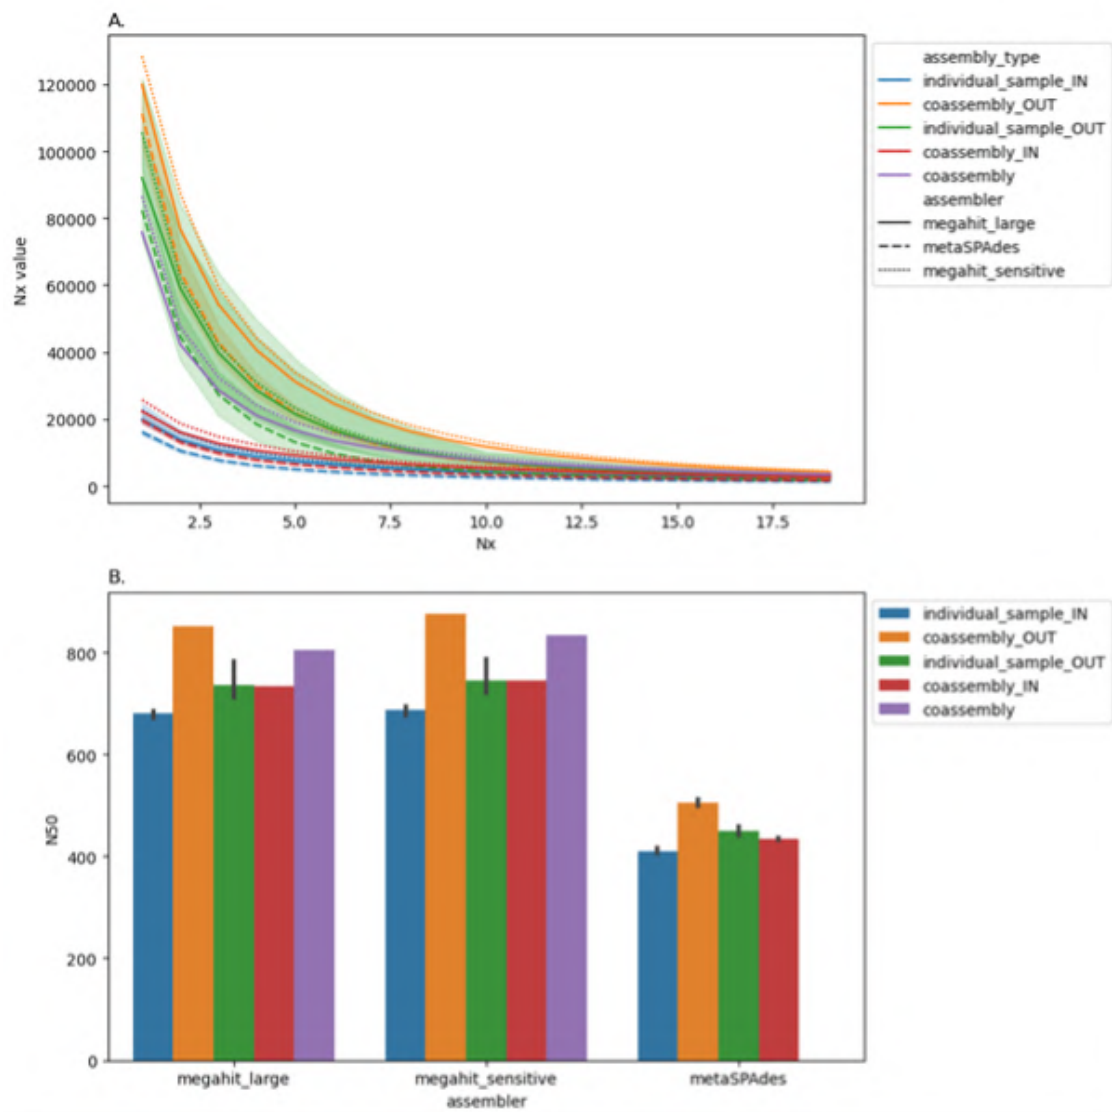 A.
120000
100000
80000
60000
40000
20000
0
Nx value
2.5 5.0 7.5 10.0 12.5 15.0 17.5
Nx
assembly_type
individual_sample_IN
coassembly_OUT
individual_sample_OUT
coassembly_IN
coassembly
assembler
megahit_large
metaSPAdes
megahit_sensitive
B.
800
600
400
200
0
N50
megahit_large megahit_sensitive metaSPAdes
assembler
individual_sample_IN
coassembly_OUT
individual_sample_OUT
coassembly_IN
coassembly